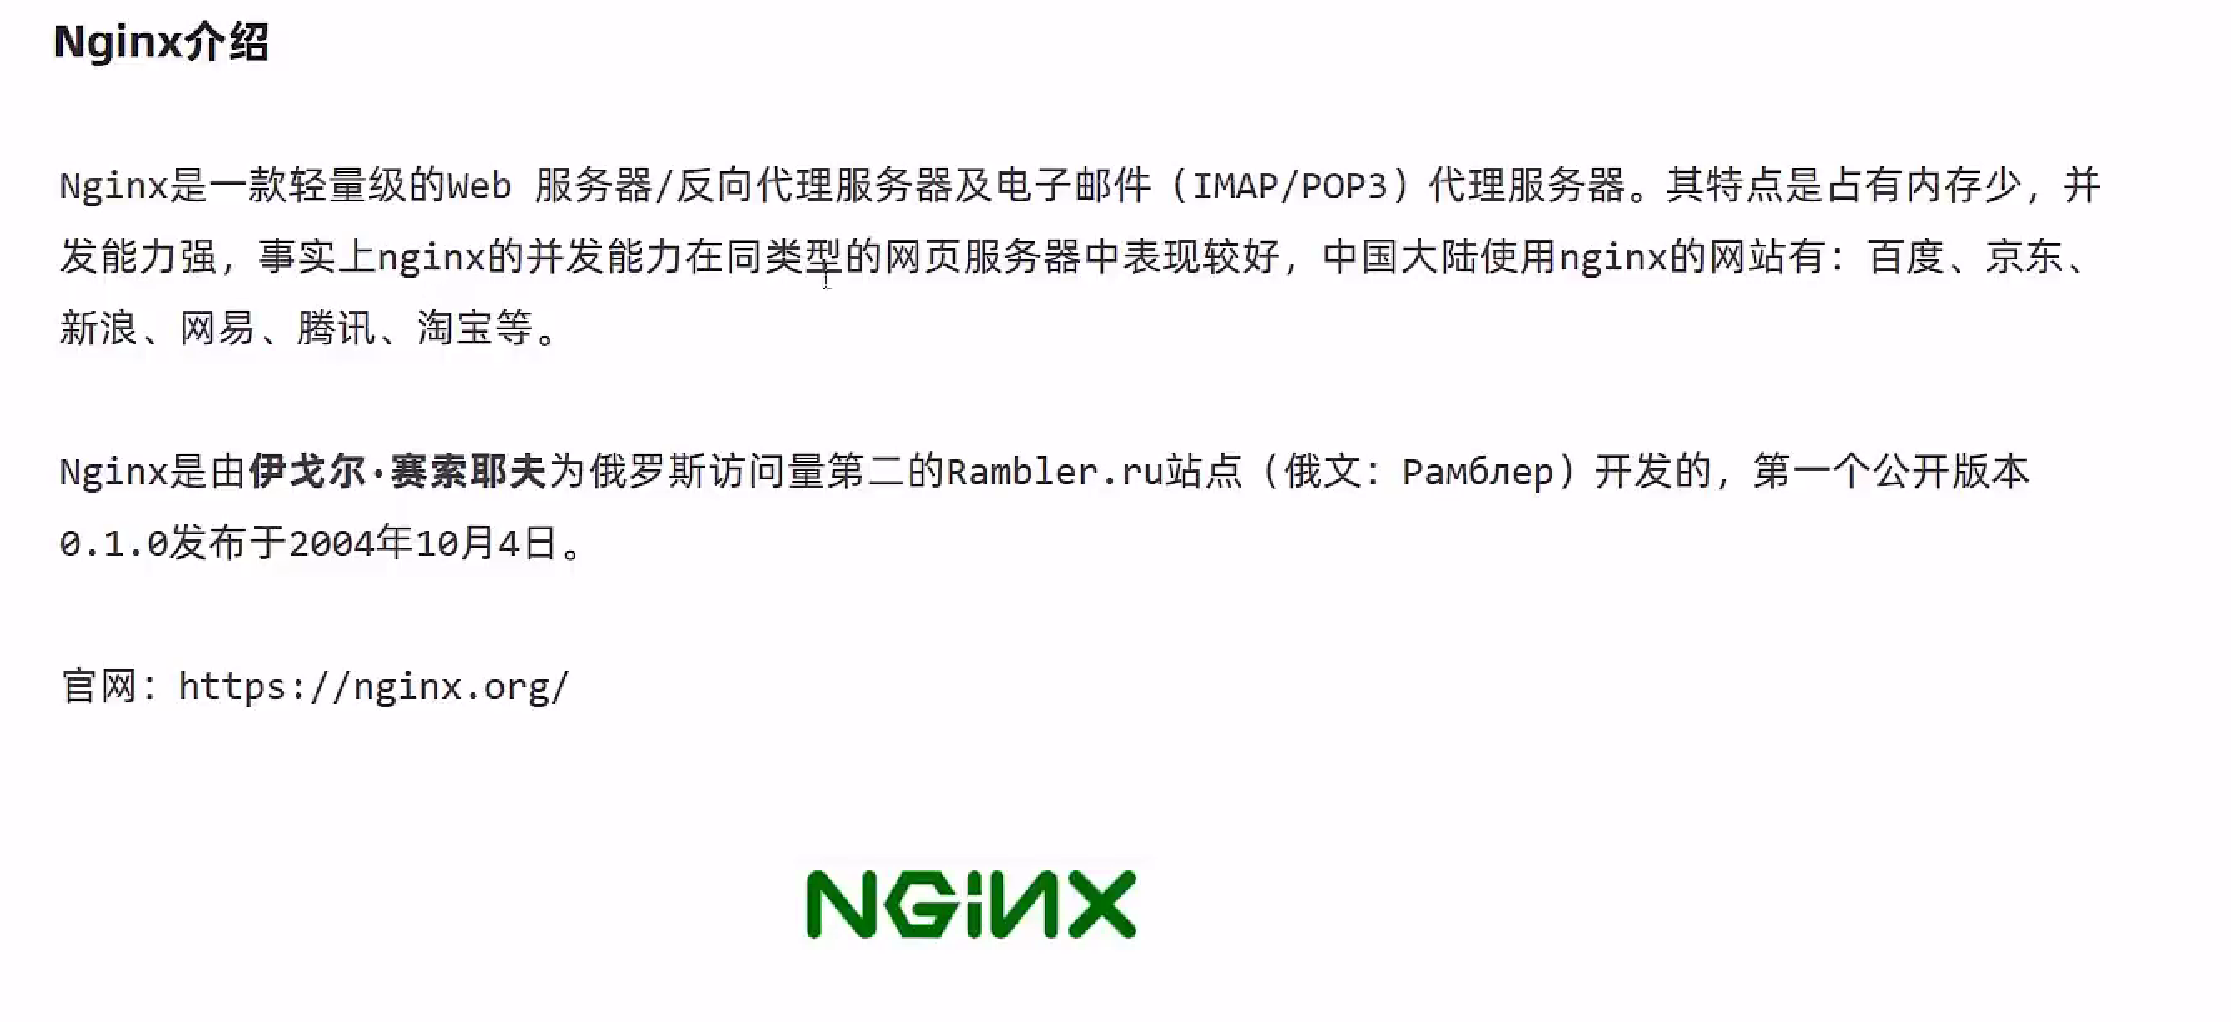 Nginx介绍
Nginx是一款轻量级的Web 服务器/反向代理服务器及电子邮件（IMAP/POP3）代理服务器。其特点是占有内存少，并
发能力强，事实上nginx的并发能力在同类型的网页服务器中表现较好，中国大陆使用nginx的网站有：百度、京东、
新浪、网易、腾讯、淘宝等。
Nginx是由伊戈尔·赛索耶夫为俄罗斯访问量第二的Rambler.ru站点（俄文：Рамблер）开发的，第一个公开版本
0.1.0发布于2004年10月4日。
官网：https://nginx.org/
NGiNX